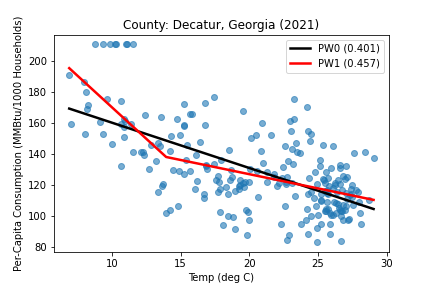 County: Decatur, Georgia (2021)
PW0 (0.401)
PW1 (0.457)
Per-Capita Consumption (MMBtu/1000 Households)
200
180
160
140
120
100
80
10
15
20
25
30
Temp (deg C)